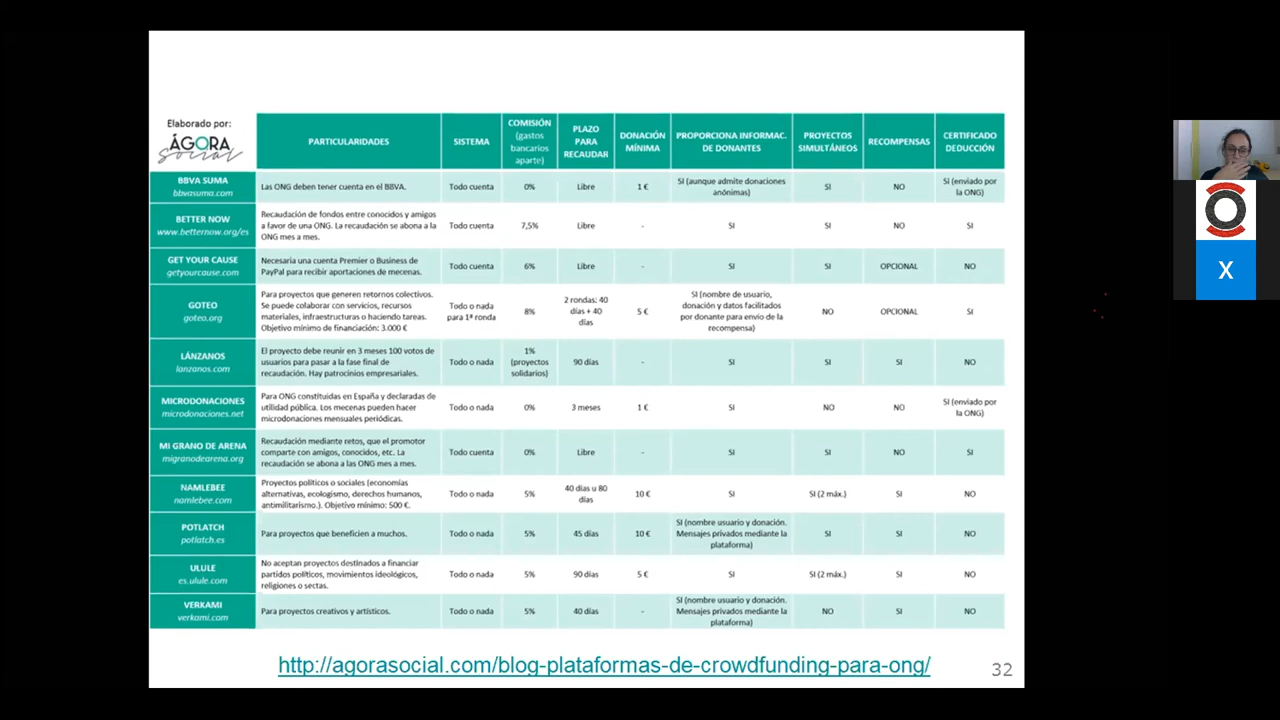 Elaborado por:
ÁGORA
social
PARTICULARIDADES
SISTEMA
COMISIÓN
(gastos
bancarios
aparte)
PLAZO
PARA
RECAUDAR
DONACIÓN
MÍNIMA
PROPORCIONA INFORMAC.
DE DONANTES
PROYECTOS
SIMULTÁNEOS
RECOMPENSAS
CERTIFICADO
DEDUCCIÓN
BBVA SUMA
bbvasuma.com
Las ONG deben tener cuenta en el BBVA.
Todo cuenta
0%
Libre
1 €
SI (aunque admite donaciones
anónimas)
SI
NO
SI (enviado por
la ONG)
BETTER NOW
www.betternow.org/es
Recaudación de fondos entre conocidos y amigos
a favor de una ONG. La recaudación se abona a la
ONG mes a mes.
Todo cuenta
7,5%
Libre
-
SI
SI
NO
SI
GET YOUR CAUSE
getyourcause.com
Necesaria una cuenta Premier o Business de
PayPal para recibir aportaciones de mecenas.
Todo cuenta
6%
Libre
-
SI
SI
OPCIONAL
NO
GOTEO
goteo.org
Para proyectos que generen retornos colectivos.
Se puede colaborar con servicios, recursos
materiales, infraestructuras o haciendo tareas.
Objetivo mínimo de financiación: 3.000 €
Todo o nada
para 1ª ronda
8%
2 rondas: 40
días + 40
días
5 €
SI (nombre de usuario,
donación y datos facilitados
por donante para envío de la
recompensa)
NO
OPCIONAL
SI
LÁNZANOS
lanzanos.com
El proyecto debe reunir en 3 meses 100 votos de
usuarios para pasar a la fase final de
recaudación. Hay patrocinios empresariales.
Todo o nada
1%
(proyectos
solidarios)
90 días
-
SI
SI
SI
NO
MICRODONACIONES
microdonaciones.net
Para ONG constituidas en España y declaradas de
utilidad pública. Los mecenas pueden hacer
microdonaciones mensuales periódicas.
Todo o nada
0%
3 meses
1 €
SI
NO
NO
SI (enviado por
la ONG)
MI GRANO DE ARENA
migranodearena.org
Recaudación mediante retos, que el promotor
comparte con amigos, conocidos, etc. La
recaudación se abona a las ONG mes a mes.
Todo cuenta
0%
Libre
-
SI
SI
NO
SI
NAMLEBEE
namlebee.com
Proyectos políticos o sociales (economías
alternativas, ecologismo, derechos humanos,
antimilitarismo.). Objetivo mínimo: 500 €.
Todo o nada
5%
40 días u 80
días
10 €
SI
SI (2 máx.)
SI
NO
POTLATCH
potlatch.es
Para proyectos que beneficien a muchos.
Todo o nada
5%
45 días
10 €
SI (nombre usuario y donación.
Mensajes privados mediante la
plataforma)
SI
SI
NO
ULULE
es.ulule.com
No aceptan proyectos destinados a financiar
partidos políticos, movimientos ideológicos,
religiones o sectas.
Todo o nada
5%
90 días
5 €
SI
SI (2 máx.)
SI
NO
VERKAMI
verkami.com
Para proyectos creativos y artísticos.
Todo o nada
5%
40 días
-
SI (nombre usuario y donación.
Mensajes privados mediante la
plataforma)
NO
SI
NO
http://agorasocial.com/blog-plataformas-de-crowdfunding-para-ong/
32
X